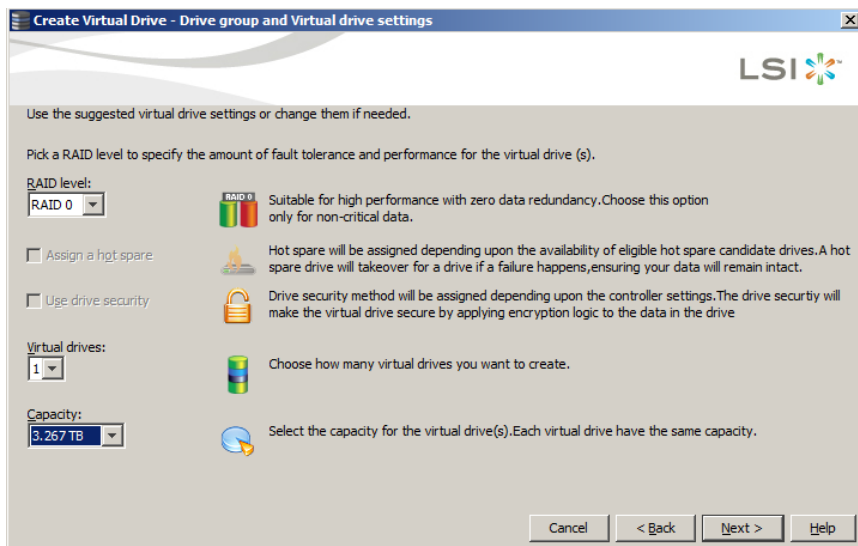 Create Virtual Drive - Drive group and Virtual drive settings
LSI
Use the suggested virtual drive settings or change them if needed.
Pick a RAID level to specify the amount of fault tolerance and performance for the virtual drive (s).
RAID level:
RAID 0
RAID 0
Suitable for high performance with zero data redundancy.Choose this option
only for non-critical data.
Assign a hot spare
Hot spare will be assigned depending upon the availability of eligible hot spare candidate drives.A hot
spare drive will takeover for a drive if a failure happens,ensuring your data will remain intact.
Use drive security
Drive security method will be assigned depending upon the controller settings.The drive securtiy will
make the virtual drive secure by applying encryption logic to the data in the drive
Virtual drives:
1
Choose how many virtual drives you want to create.
Capacity:
3.267 TB
Select the capacity for the virtual drive(s).Each virtual drive have the same capacity.
Cancel
< Back
Next >
Help